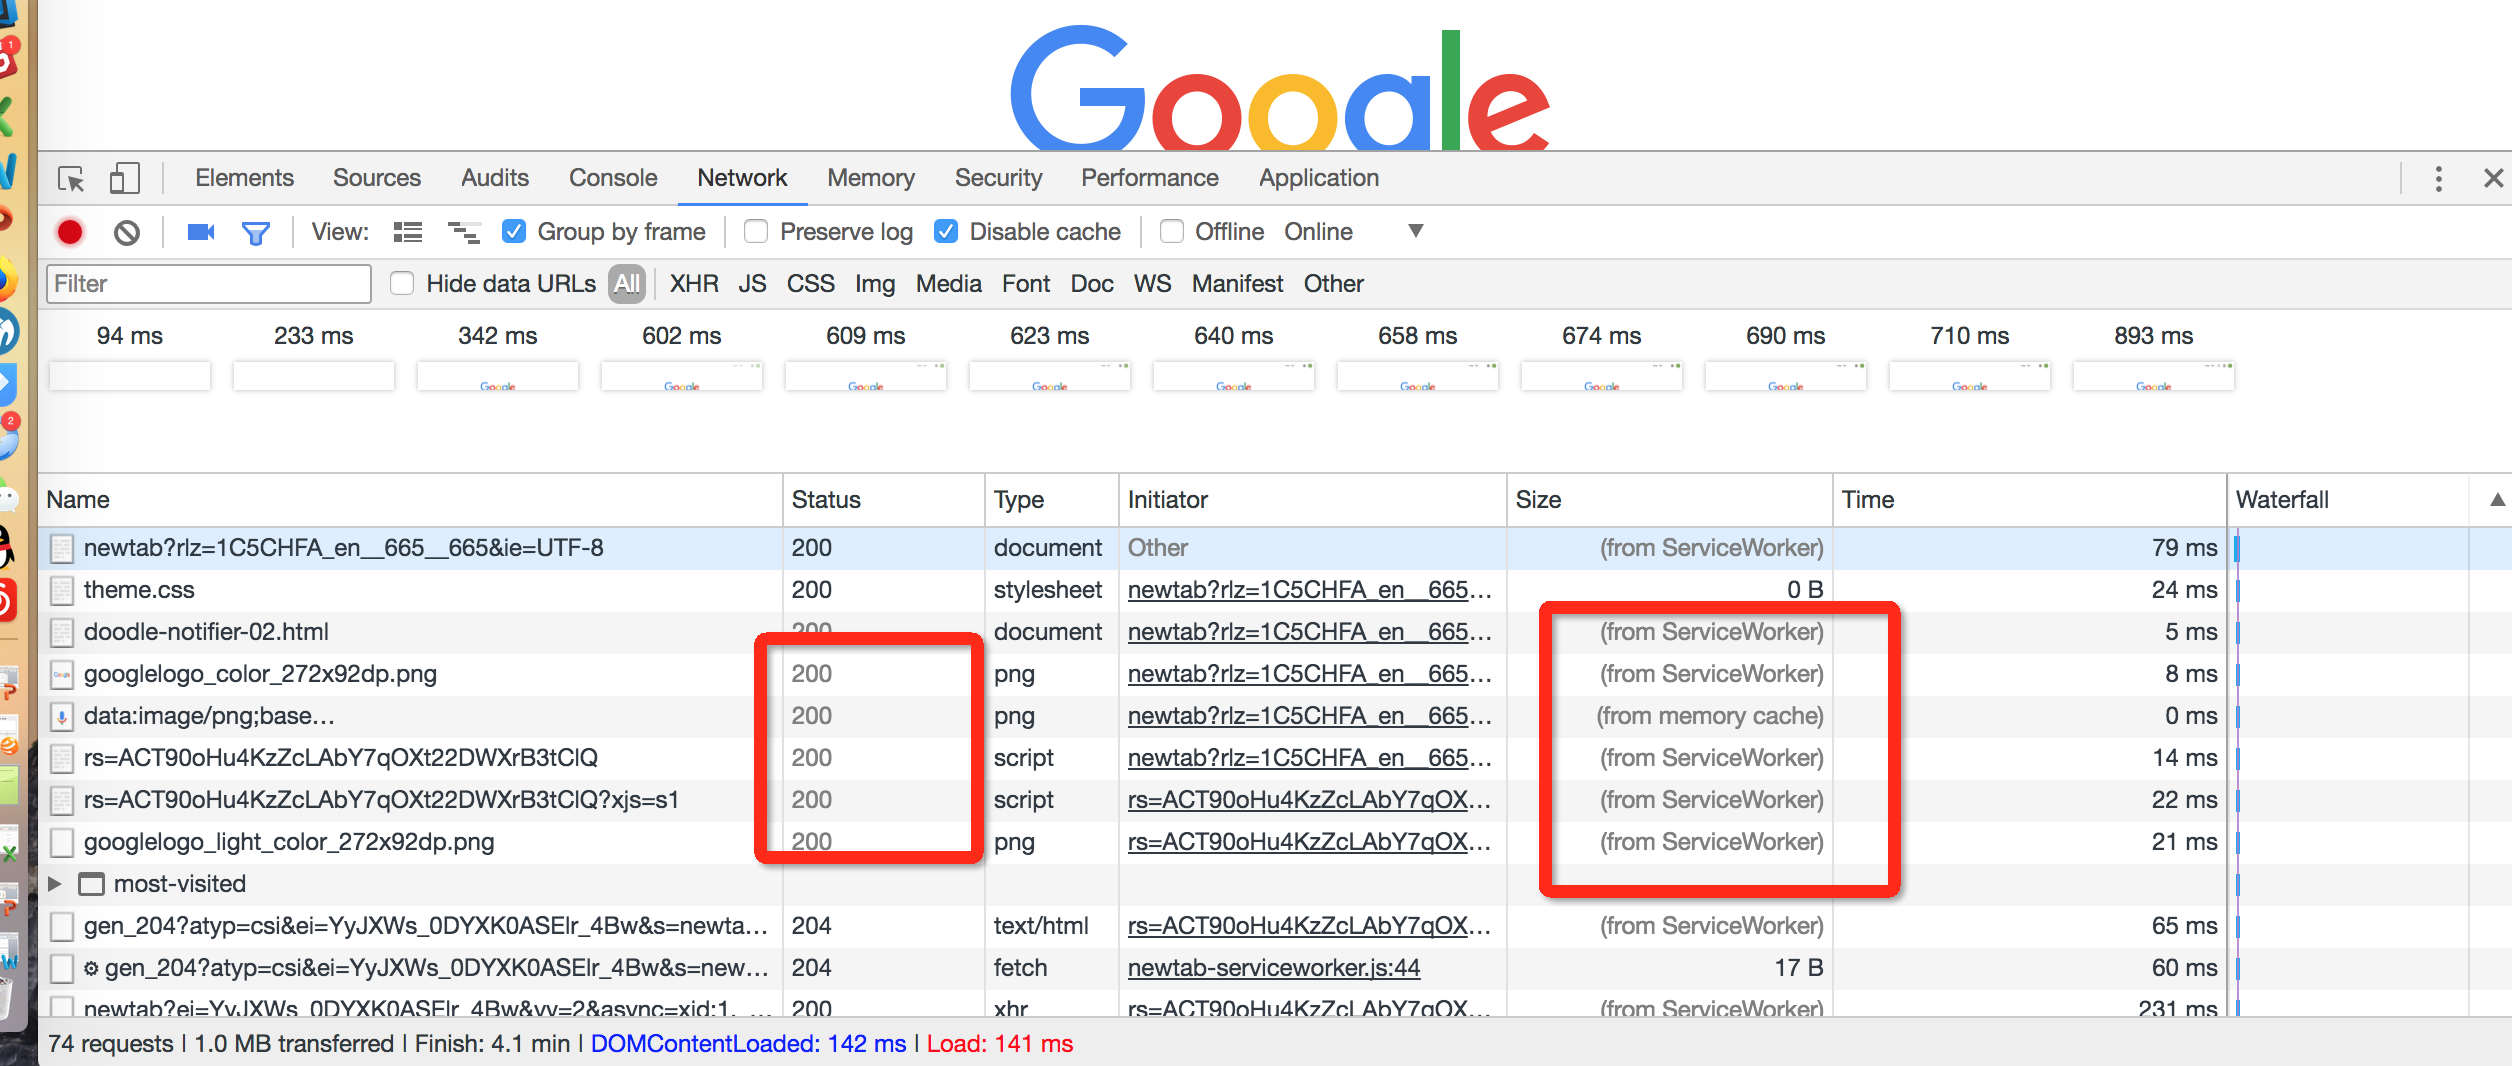 Google
Elements Sources Audits Console Network Memory Security Performance Application
View: Group by frame Preserve log Disable cache Offline Online
Filter Hide data URLs All XHR JS CSS Img Media Font Doc WS Manifest Other
94 ms 233 ms 342 ms 602 ms 609 ms 623 ms 640 ms 658 ms 674 ms 690 ms 710 ms 893 ms
Google Google Google Google Google Google Google Google Google Google
Name Status Type Initiator Size Time Waterfall
newtab?rlz=1C5CHFA_en__665__665&ie=UTF-8 200 document Other (from ServiceWorker) 79 ms
theme.css 200 stylesheet newtab?rlz=1C5CHFA_en__665... 0 B 24 ms
doodle-notifier-02.html 200 document newtab?rlz=1C5CHFA_en__665... (from ServiceWorker) 5 ms
googlelogo_color_272x92dp.png 200 png newtab?rlz=1C5CHFA_en__665... (from ServiceWorker) 8 ms
data:image/png;base... 200 png newtab?rlz=1C5CHFA_en__665... (from memory cache) 0 ms
rs=ACT90oHu4KzZcLAbY7qOXt22DWXrB3tClQ 200 script newtab?rlz=1C5CHFA_en__665... (from ServiceWorker) 14 ms
rs=ACT90oHu4KzZcLAbY7qOXt22DWXrB3tClQ?xjs=s1 200 script rs=ACT90oHu4KzZcLAbY7qOX... (from ServiceWorker) 22 ms
googlelogo_light_color_272x92dp.png 200 png rs=ACT90oHu4KzZcLAbY7qOX... (from ServiceWorker) 21 ms
most-visited
gen_204?atyp=csi&ei=YyJXWs_0DYXK0ASElr_4Bw&s=newta... 204 text/html rs=ACT90oHu4KzZcLAbY7qOX... (from ServiceWorker) 65 ms
gen_204?atyp=csi&ei=YyJXWs_0DYXK0ASElr_4Bw&s=new... 204 fetch newtab-serviceworker.js:44 17 B 60 ms
newtab?ei=YyJXWs_0DYXK0ASElr_4Bw&yv=2&async=xid:1,_... 200 xhr rs=ACT90oHu4KzZcLAbY7qOX... (from ServiceWorker) 231 ms
74 requests | 1.0 MB transferred | Finish: 4.1 min | DOMContentLoaded: 142 ms | Load: 141 ms